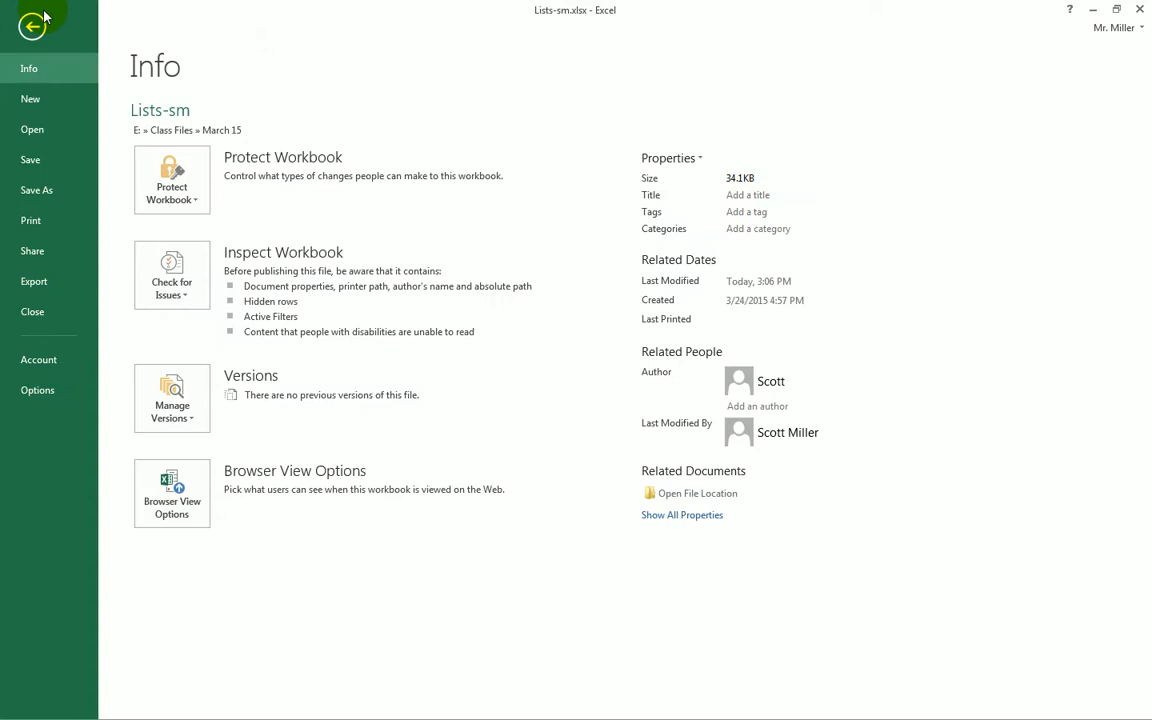 Lists-sm.xlsx - Excel
?
Mr. Miller
Info
New
Open
Save
Save As
Print
Share
Export
Close
Account
Options
Info
Lists-sm
E: » Class Files » March 15
Protect
Workbook
Protect Workbook
Control what types of changes people can make to this workbook.
Check for
Issues
Inspect Workbook
Before publishing this file, be aware that it contains:
Document properties, printer path, author's name and absolute path
Hidden rows
Active Filters
Content that people with disabilities are unable to read
Manage
Versions
Versions
There are no previous versions of this file.
Browser View
Options
Browser View Options
Pick what users can see when this workbook is viewed on the Web.
Properties
Size 34.1KB
Title Add a title
Tags Add a tag
Categories Add a category
Related Dates
Last Modified Today, 3:06 PM
Created 3/24/2015 4:57 PM
Last Printed
Related People
Author Scott
Add an author
Last Modified By Scott Miller
Related Documents
Open File Location
Show All Properties